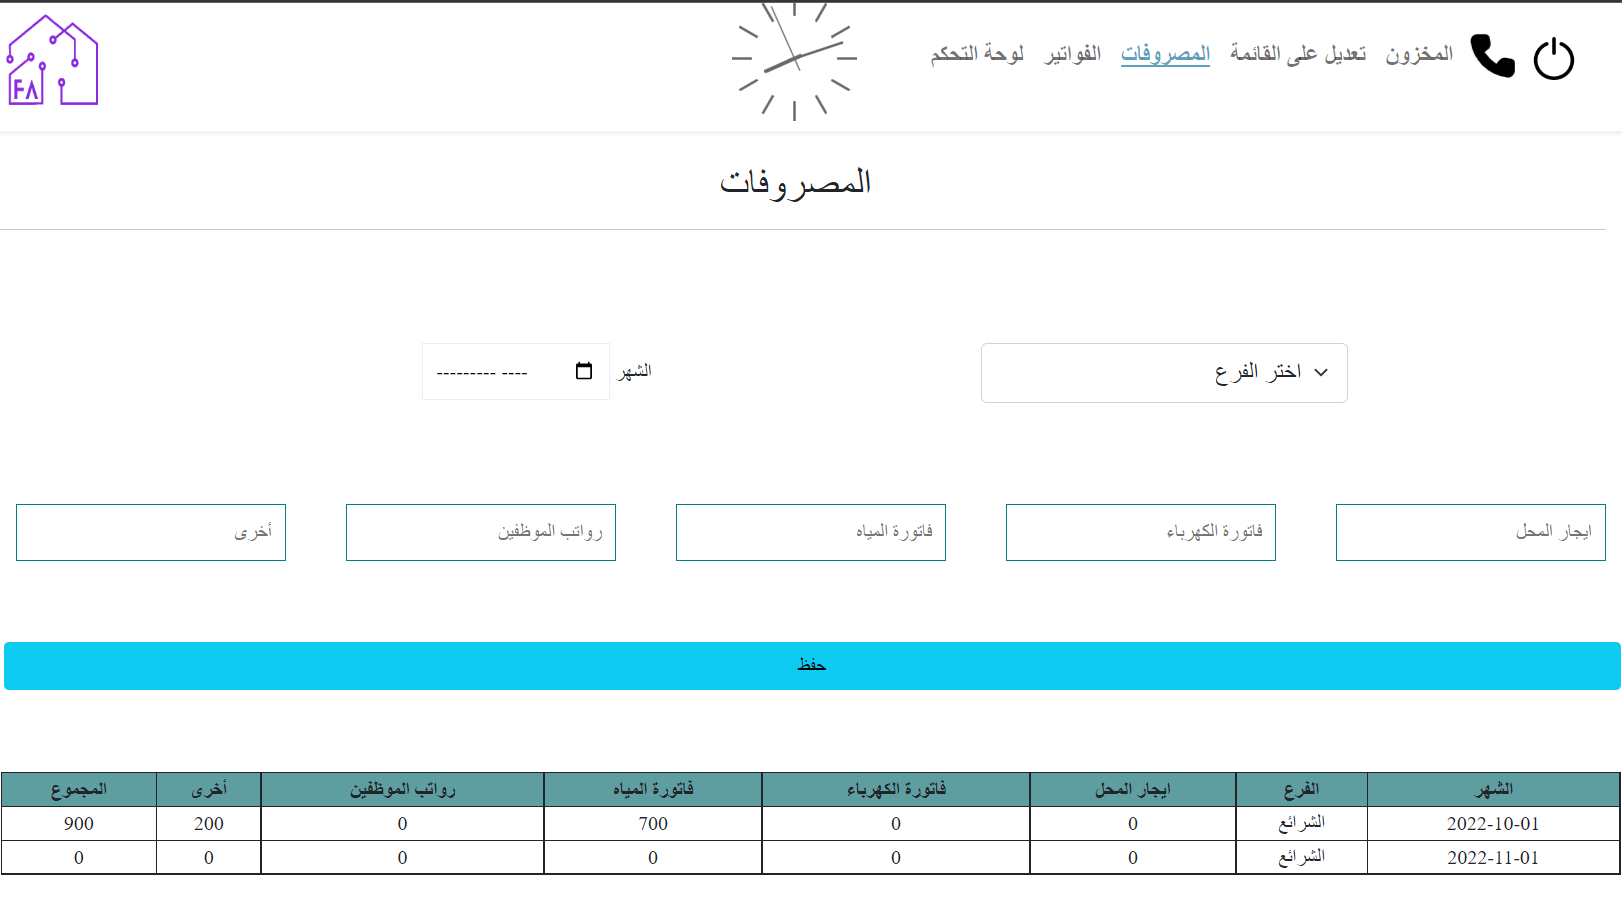 المخزون تعديل على القائمة المصروفات الفواتير لوحة التحكم
FA
المصروفات
اختر الفرع
الشهر --------- ----
ايجار المحل فاتورة الكهرباء فاتورة المياه رواتب الموظفين أخرى
حفظ
الشهر الفرع ايجار المحل فاتورة الكهرباء فاتورة المياه رواتب الموظفين أخرى المجموع
2022-10-01 الشرائع 0 0 700 0 200 900
2022-11-01 الشرائع 0 0 0 0 0 0